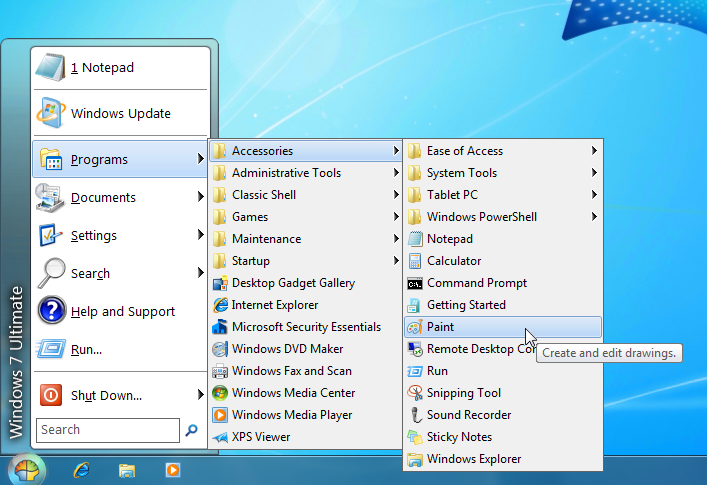 1 Notepad
Windows Update
Programs
Documents
Settings
Search
Help and Support
Run...
Shut Down...
Search
Windows 7 Ultimate
Accessories
Administrative Tools
Classic Shell
Games
Maintenance
Startup
Desktop Gadget Gallery
Internet Explorer
Microsoft Security Essentials
Windows DVD Maker
Windows Fax and Scan
Windows Media Center
Windows Media Player
XPS Viewer
Ease of Access
System Tools
Tablet PC
Windows PowerShell
Notepad
Calculator
Command Prompt
Getting Started
Paint
Remote Desktop
Run
Snipping Tool
Sound Recorder
Sticky Notes
Windows Explorer
Create and edit drawings.